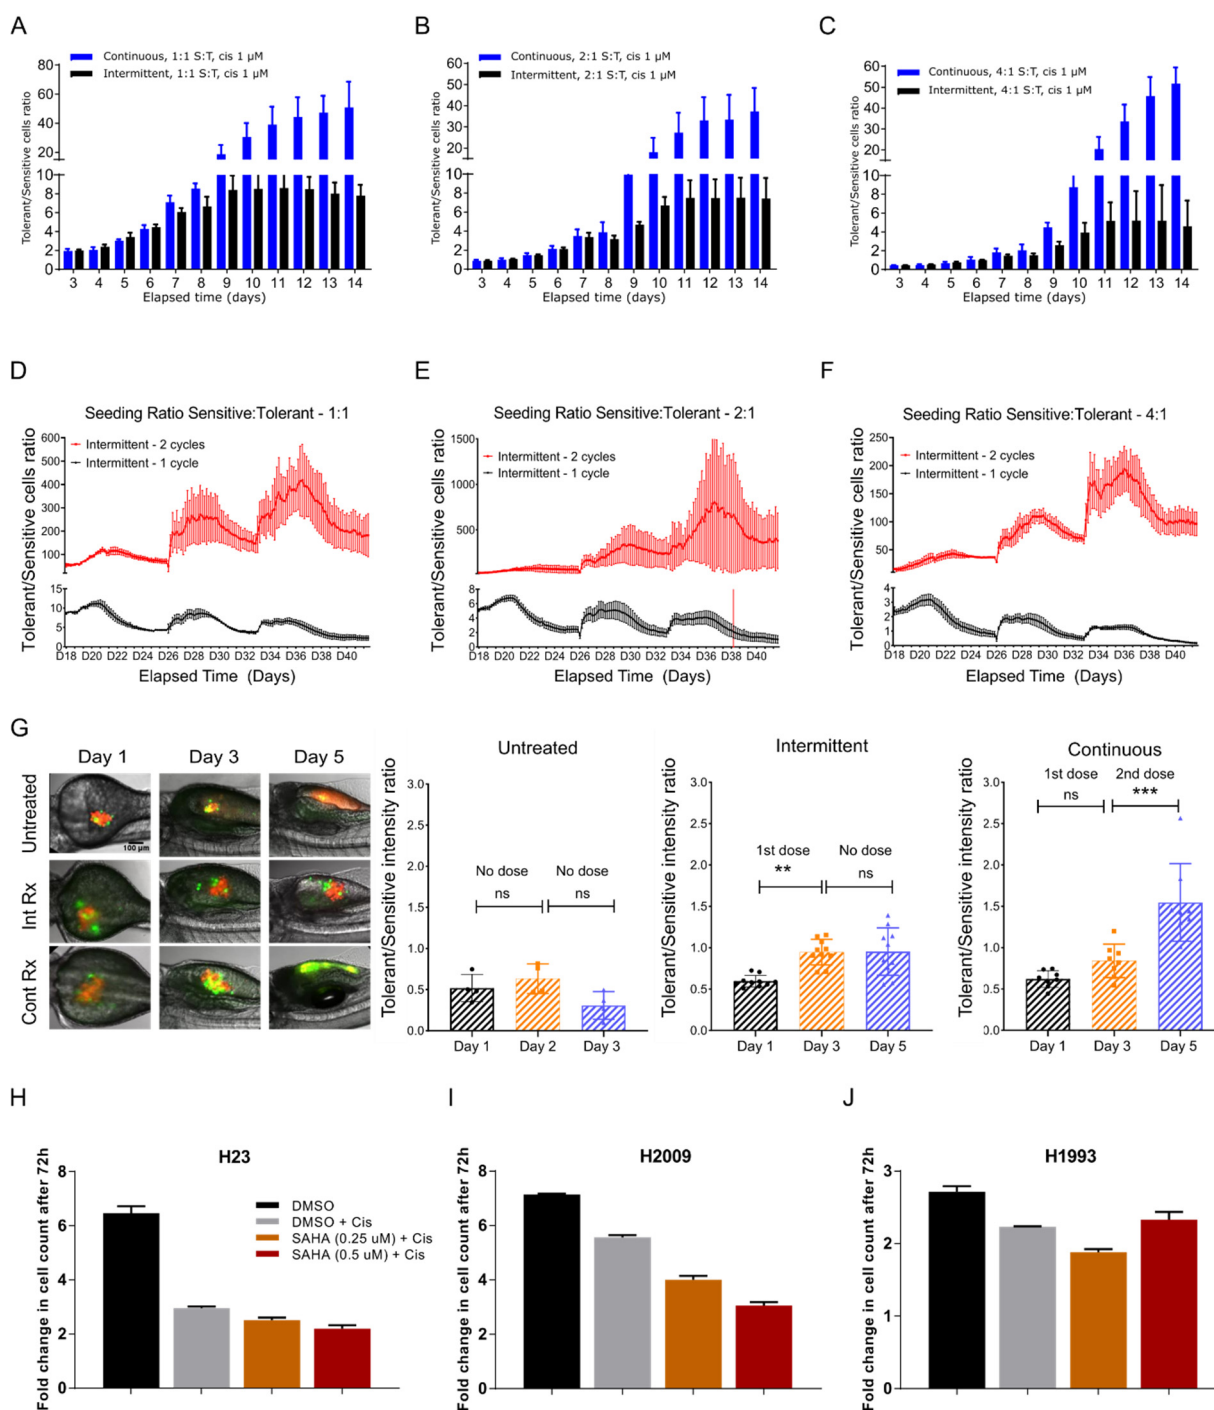 A
B
C
Continuous, 1:1 S:T, cis 1 µM
Intermittent, 1:1 S:T, cis 1 µM
Tolerant/Sensitive cells ratio
80
60
40
20
10
8
6
4
2
0
3 4 5 6 7 8 9 10 11 12 13 14
Elapsed time (days)
Continuous, 2:1 S:T, cis 1 µM
Intermittent, 2:1 S:T, cis 1 µM
Tolerant/Sensitive cells ratio
60
50
40
30
20
10
8
6
4
2
0
3 4 5 6 7 8 9 10 11 12 13 14
Elapsed time (days)
Continuous, 4:1 S:T, cis 1 µM
Intermittent, 4:1 S:T, cis 1 µM
Tolerant/Sensitive cells ratio
60
50
40
30
20
10
8
6
4
2
0
3 4 5 6 7 8 9 10 11 12 13 14
Elapsed time (days)
D
E
F
Seeding Ratio Sensitive:Tolerant - 1:1
Intermittent - 2 cycles
Intermittent - 1 cycle
Tolerant/Sensitive cells ratio
600
500
400
300
200
100
15
10
5
0
D18 D20 D22 D24 D26 D28 D30 D32 D34 D36 D38 D40
Elapsed Time (Days)
Seeding Ratio Sensitive:Tolerant - 2:1
Intermittent - 2 cycles
Intermittent - 1 cycle
Tolerant/Sensitive cells ratio
1500
1000
500
8
6
4
2
0
D18 D20 D22 D24 D26 D28 D30 D32 D34 D36 D38 D40
Elapsed Time (Days)
Seeding Ratio Sensitive:Tolerant - 4:1
Intermittent - 2 cycles
Intermittent - 1 cycle
Tolerant/Sensitive cells ratio
250
200
150
100
50
4
3
2
1
0
D18 D20 D22 D24 D26 D28 D30 D32 D34 D36 D38 D40
Elapsed Time (Days)
G
Day 1 Day 3 Day 5
Untreated
Int Rx
Cont Rx
100 µm
Untreated
Tolerant/Sensitive intensity ratio
3.0
2.5
2.0
1.5
1.0
0.5
0.0
No dose No dose
ns ns
Day 1 Day 2 Day 3
Intermittent
Tolerant/Sensitivity intensity ratio
3.0
2.5
2.0
1.5
1.0
0.5
0.0
1st dose No dose
** ns
Day 1 Day 3 Day 5
Continuous
Tolerant/Sensitive intensity ratio
3.0
2.5
2.0
1.5
1.0
0.5
0.0
1st dose 2nd dose
ns ***
Day 1 Day 3 Day 5
H
I
J
H23
Fold change in cell count after 72h
8
6
4
2
0
DMSO
DMSO + Cis
SAHA (0.25 uM) + Cis
SAHA (0.5 uM) + Cis
H2009
Fold change in cell count after 72h
8
6
4
2
0
H1993
Fold change in cell count after 72h
3
2
1
0